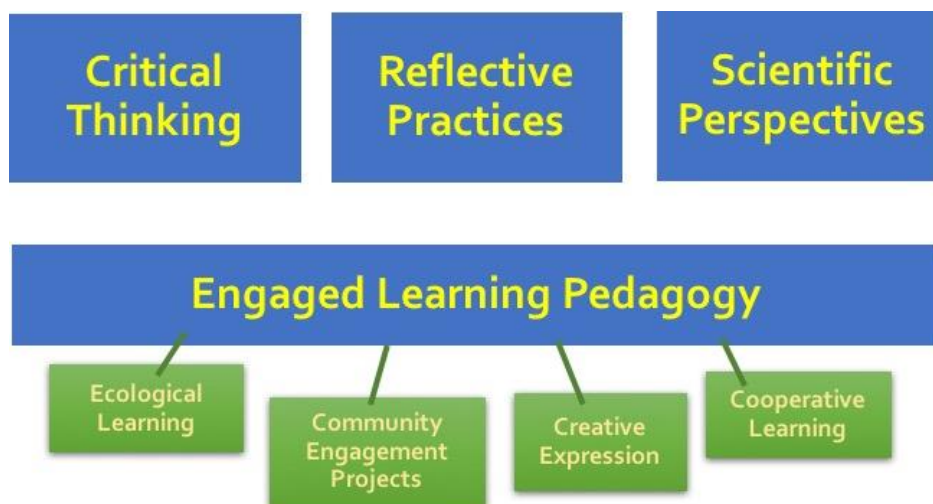 Critical
Thinking
Reflective
Practices
Scientific
Perspectives
Engaged Learning Pedagogy
Ecological
Learning
Community
Engagement
Projects
Creative
Expression
Cooperative
Learning